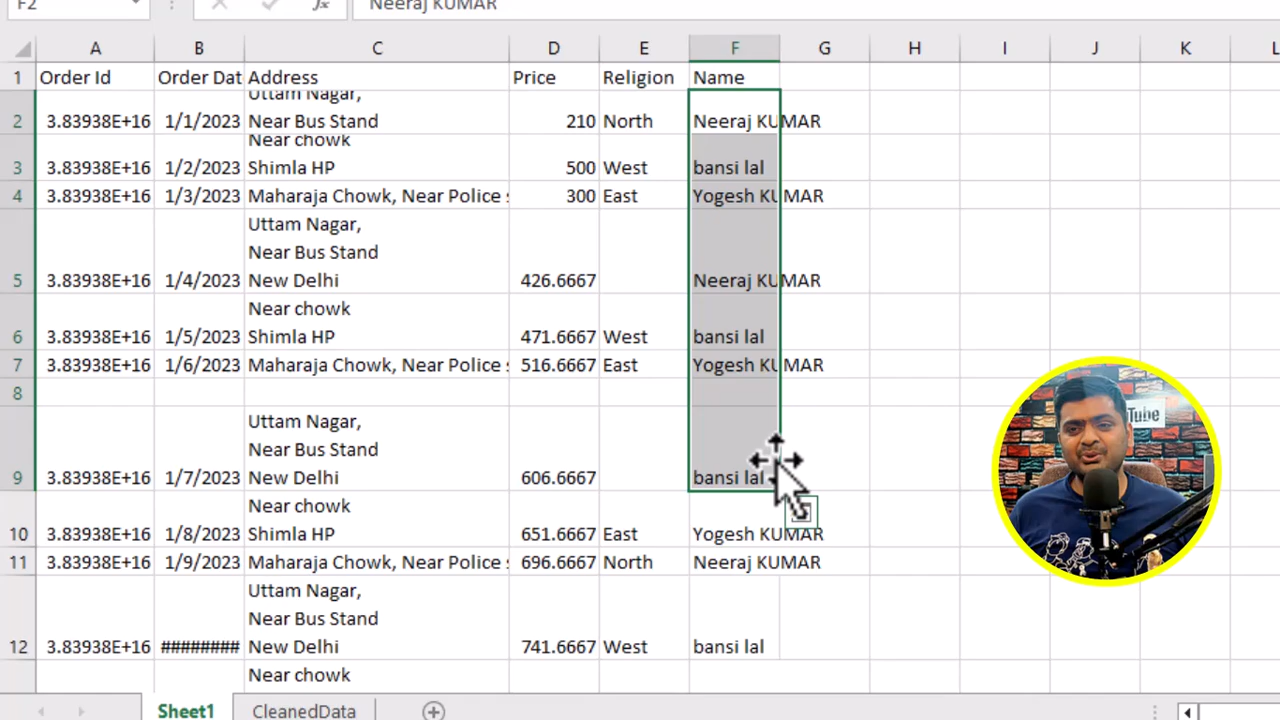 F2 fx Neeraj KUMAR
A B C D E F G H I J K L
1 Order Id Order Dat Address Price Religion Name
Uttam Nagar,
2 3.83938E+16 1/1/2023 Near Bus Stand 210 North Neeraj KUMAR
Near chowk
3 3.83938E+16 1/2/2023 Shimla HP 500 West bansi lal
4 3.83938E+16 1/3/2023 Maharaja Chowk, Near Police s 300 East Yogesh KUMAR
Uttam Nagar,
Near Bus Stand
5 3.83938E+16 1/4/2023 New Delhi 426.6667 Neeraj KUMAR
Near chowk
6 3.83938E+16 1/5/2023 Shimla HP 471.6667 West bansi lal
7 3.83938E+16 1/6/2023 Maharaja Chowk, Near Police s 516.6667 East Yogesh KUMAR
8
Uttam Nagar,
Near Bus Stand
9 3.83938E+16 1/7/2023 New Delhi 606.6667 bansi lal
Near chowk
10 3.83938E+16 1/8/2023 Shimla HP 651.6667 East Yogesh KUMAR
11 3.83938E+16 1/9/2023 Maharaja Chowk, Near Police s 696.6667 North Neeraj KUMAR
Uttam Nagar,
Near Bus Stand
12 3.83938E+16 ######## New Delhi 741.6667 West bansi lal
Near chowk
Sheet1 CleanedData
Tube